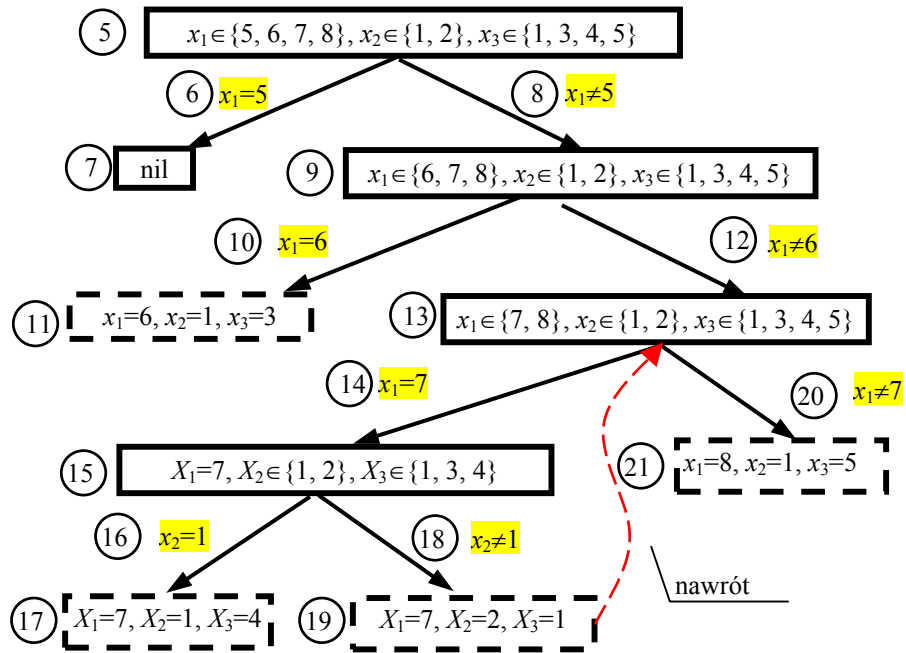 5 x₁∈{5, 6, 7, 8}, x₂∈{1, 2}, x₃∈{1, 3, 4, 5}
6 x₁=5 8 x₁≠5
7 nil 9 x₁∈{6, 7, 8}, x₂∈{1, 2}, x₃∈{1, 3, 4, 5}
10 x₁=6 12 x₁≠6
11 x₁=6, x₂=1, x₃=3 13 x₁∈{7, 8}, x₂∈{1, 2}, x₃∈{1, 3, 4, 5}
14 x₁=7 20 x₁≠7
15 X₁=7, X₂∈{1, 2}, X₃∈{1, 3, 4} 21 x₁=8, x₂=1, x₃=5
16 x₂=1 18 x₂≠1
nawrót
17 X₁=7, X₂=1, X₃=4 19 X₁=7, X₂=2, X₃=1